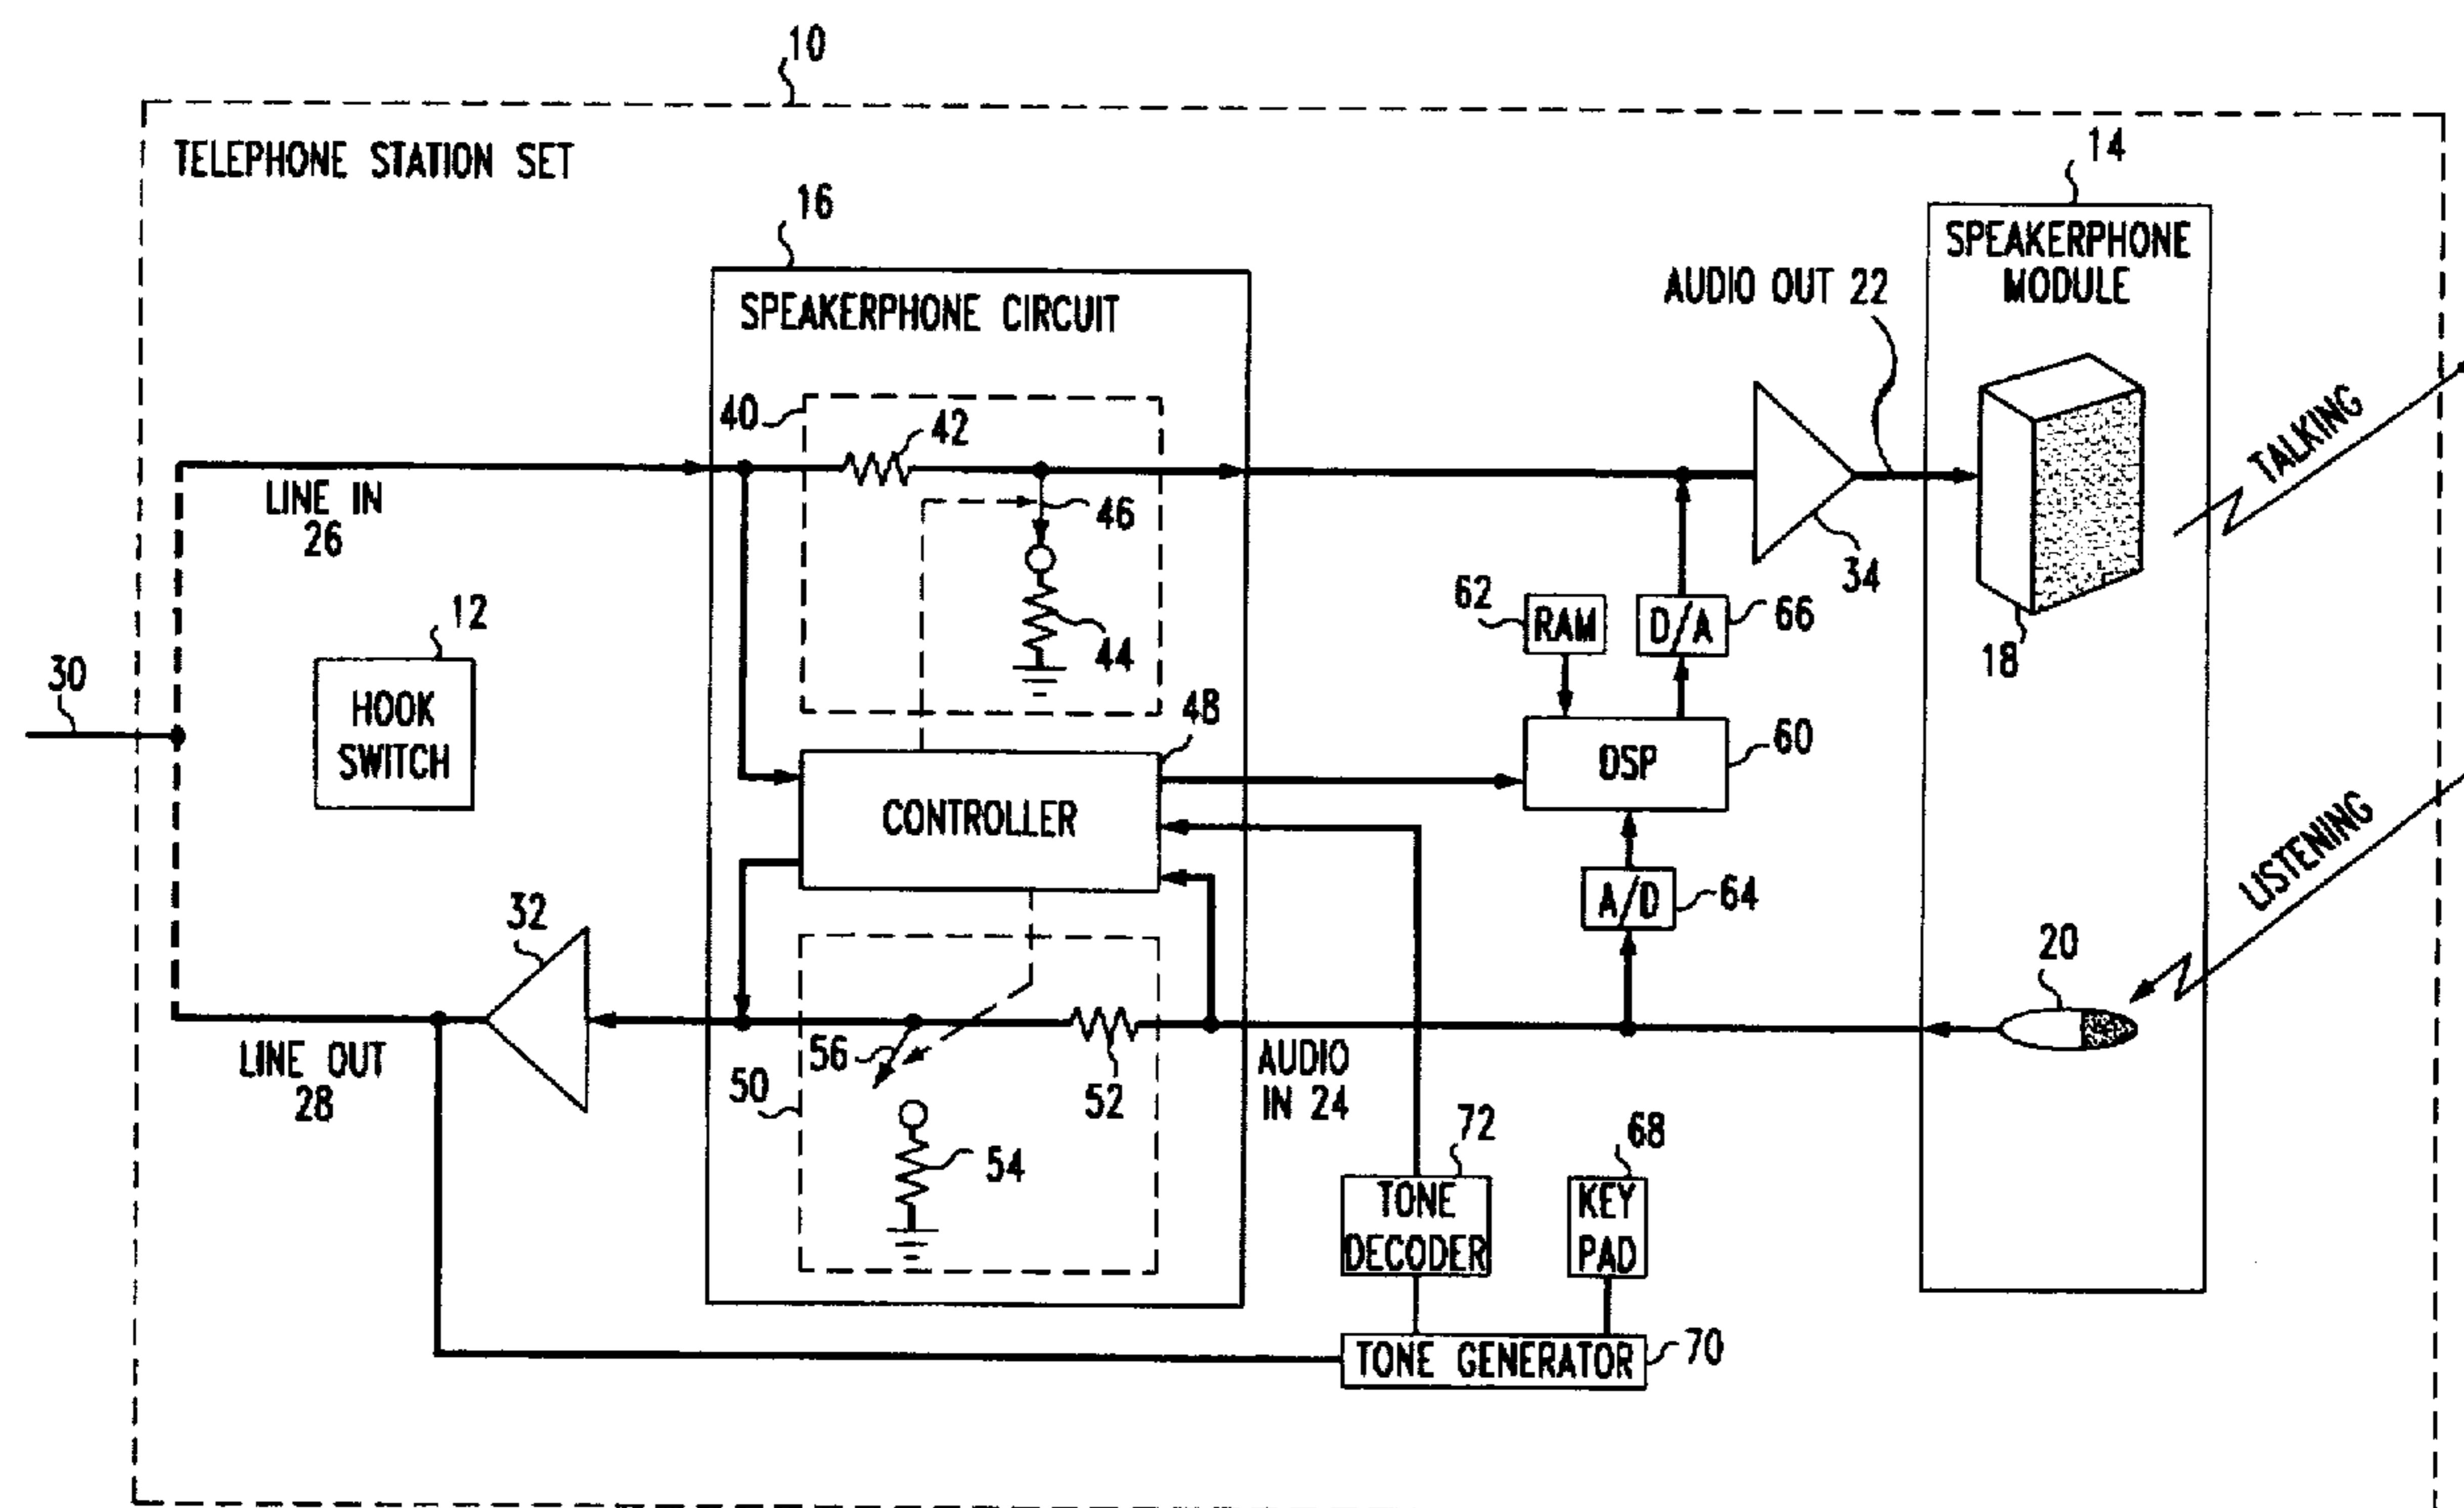 10
TELEPHONE STATION SET
14
16
SPEAKERPHONE
MODULE
AUDIO OUT 22
SPEAKERPHONE CIRCUIT
40
42
TALKING
LINE IN
26
46
34
62
RAM
D/A
66
12
44
18
30
HOOK
SWITCH
48
DSP
60
CONTROLLER
LISTENING
32
A/D
64
20
56
LINE OUT
28
50
52
AUDIO
IN 24
72
68
54
TONE
DECODER
KEY
PAD
TONE GENERATOR
70